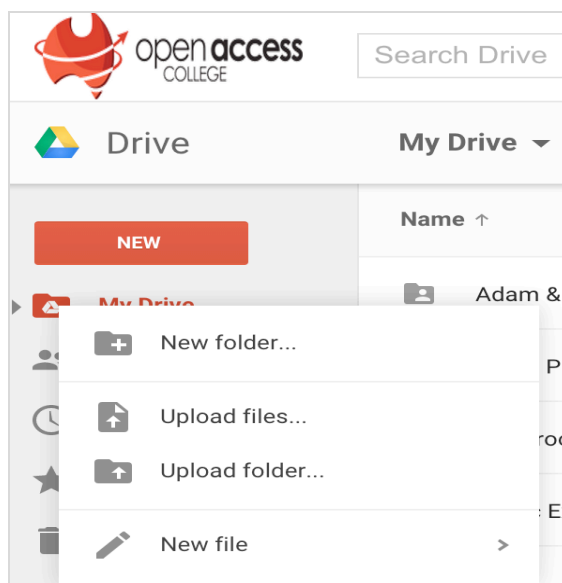 open access
COLLEGE
Search Drive
Drive
My Drive
Name ↑
NEW
My Drive
Adam &
New folder...
P
Upload files...
Upload folder...
E
New file >